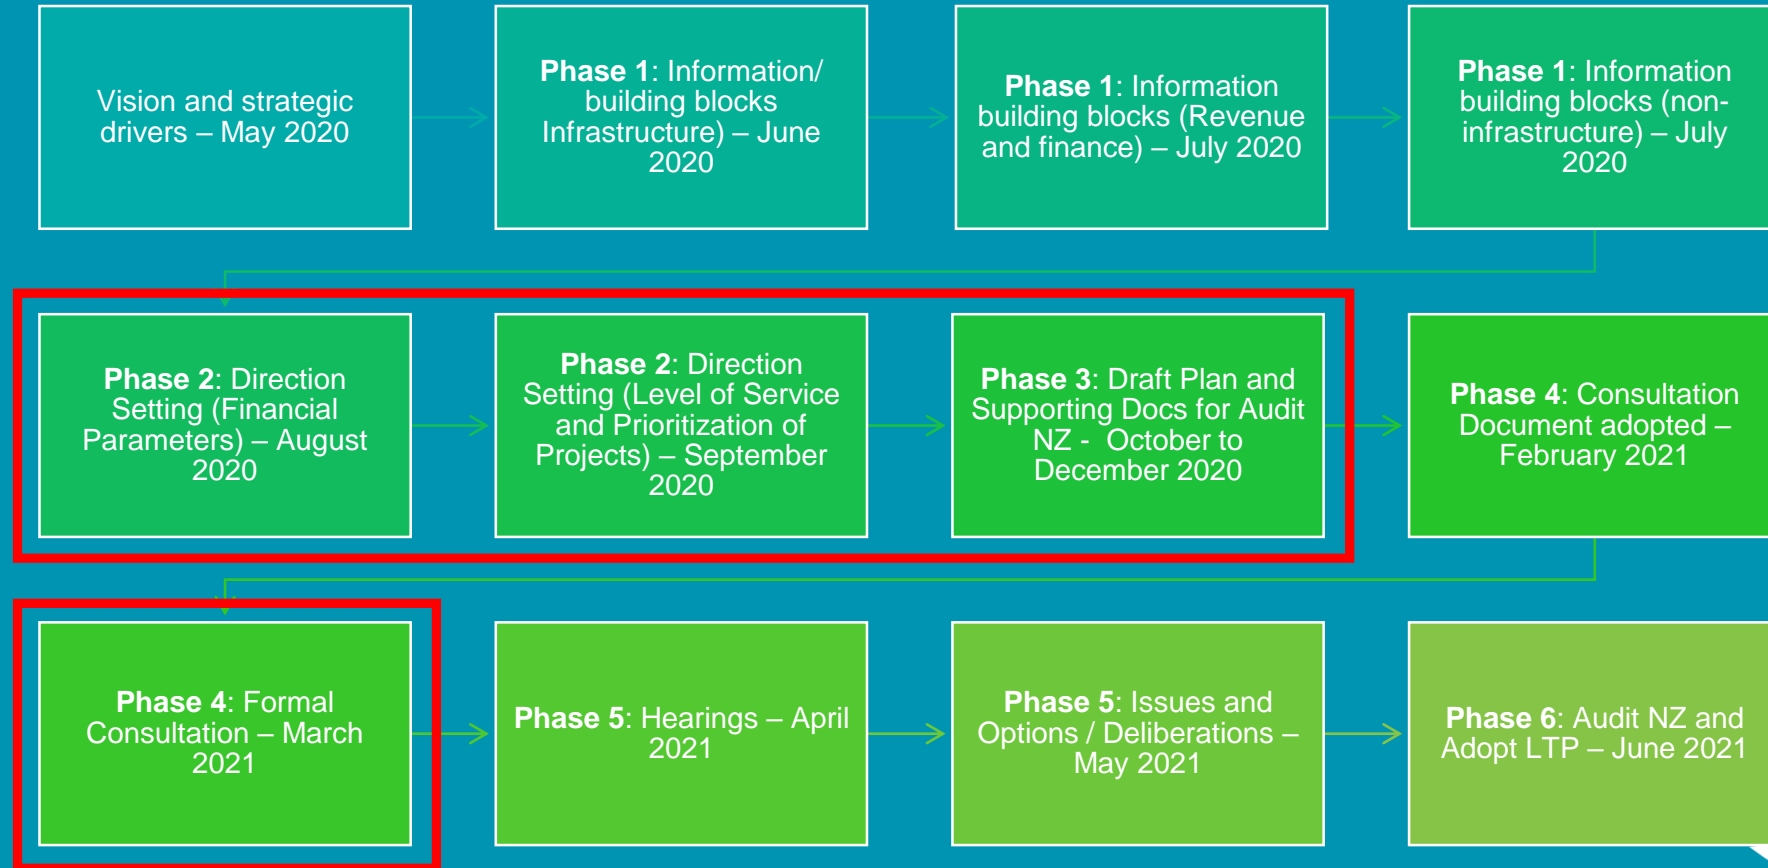 Vision and strategic
drivers – May 2020
Phase 1: Information/
building blocks
Infrastructure) – June
2020
Phase 1: Information
building blocks (Revenue
and finance) – July 2020
Phase 1: Information
building blocks (non-
infrastructure) – July
2020
Phase 2: Direction
Setting (Financial
Parameters) – August
2020
Phase 2: Direction
Setting (Level of Service
and Prioritization of
Projects) – September
2020
Phase 3: Draft Plan and
Supporting Docs for Audit
NZ - October to
December 2020
Phase 4: Consultation
Document adopted –
February 2021
Phase 4: Formal
Consultation – March
2021
Phase 5: Hearings – April
2021
Phase 5: Issues and
Options / Deliberations –
May 2021
Phase 6: Audit NZ and
Adopt LTP – June 2021